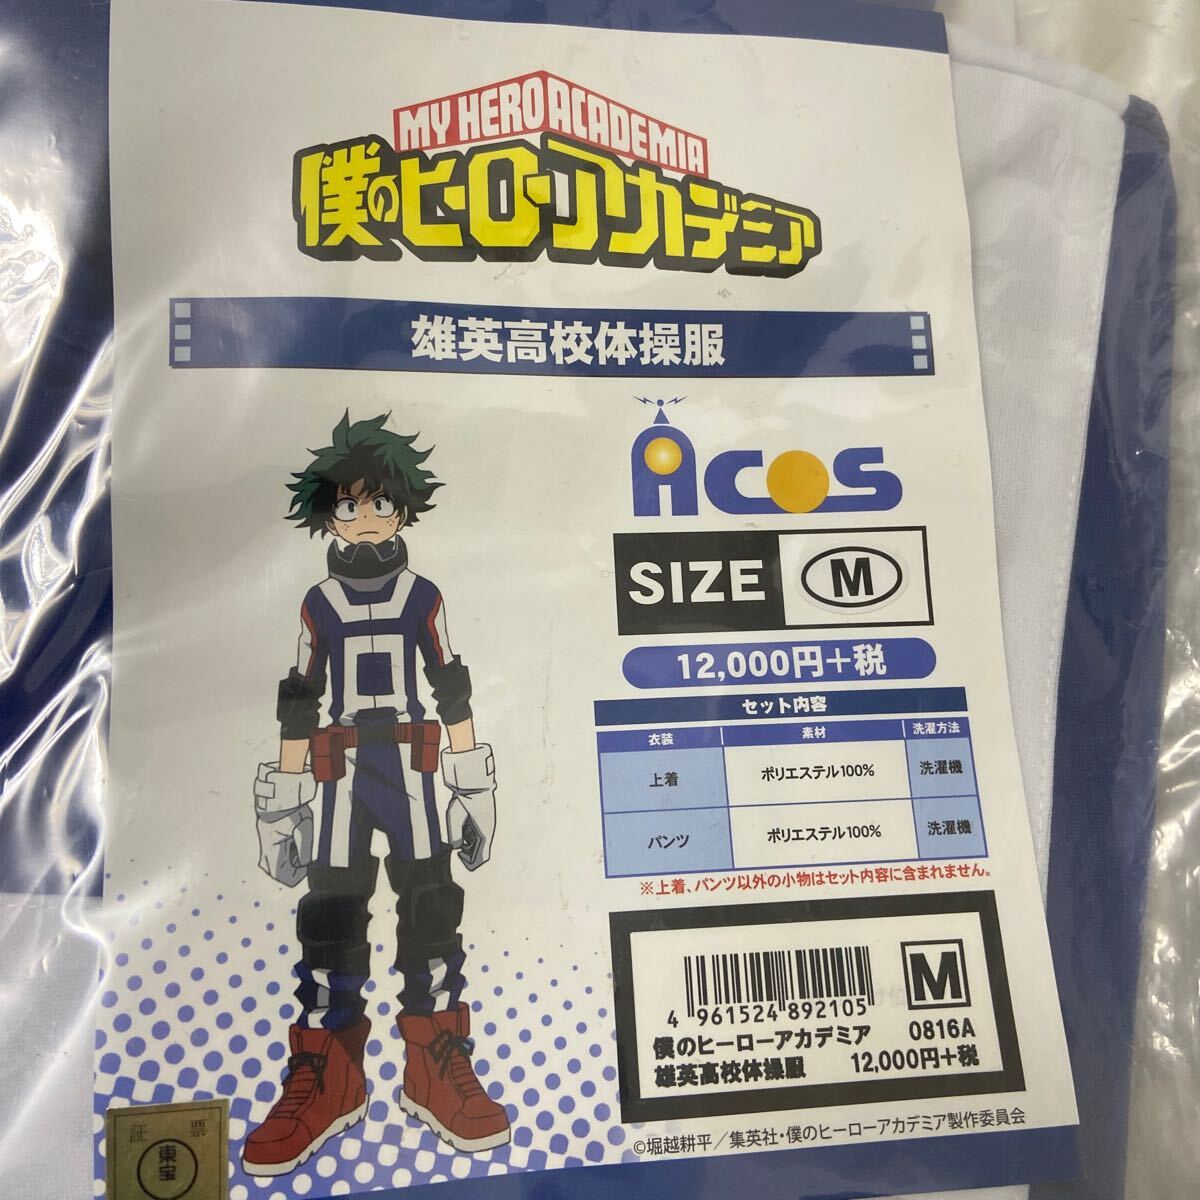 MY HERO ACADEMIA
僕のヒーローアカデミア
雄英高校体操服
ACOS
SIZE M
12,000円+税
セット内容
衣装 素材 洗濯方法
上着 ポリエステル100% 洗濯機
パンツ ポリエステル100% 洗濯機
※上着、パンツ以外の小物はセット内容に含まれません。
4 961524 892105
M
僕のヒーローアカデミア 0816A
雄英高校体操服 12,000円+税
©堀越耕平/集英社・僕のヒーローアカデミア製作委員会
証 票
東宝